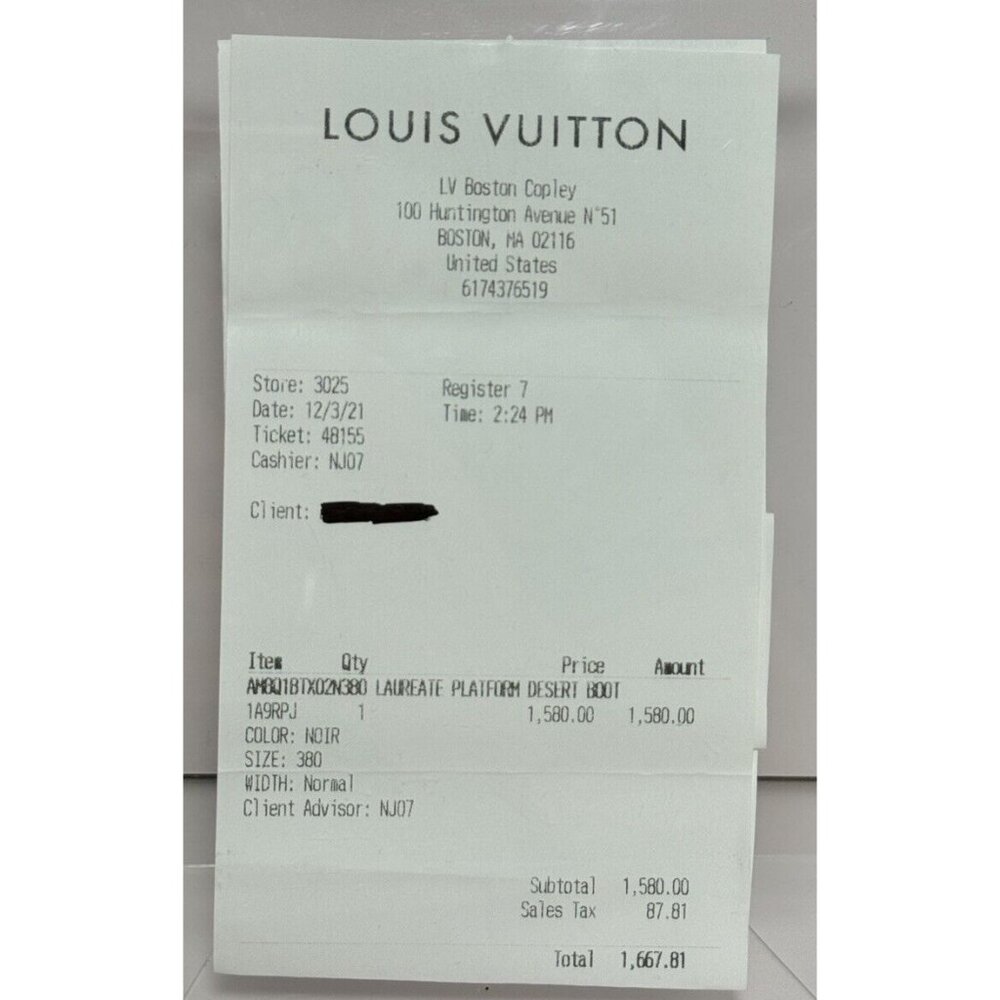 LOUIS VUITTON
LV Boston Copley
100 Huntington Avenue N°51
BOSTON, MA 02116
United States
6174376519
Store: 3025 Register 7
Date: 12/3/21 Time: 2:24 PM
Ticket: 48155
Cashier: NJ07
Client:
Item Qty Price Amount
LAUREATE PLATFORM DESERT BOOT
1A9RPJ 1 1,580.00 1,580.00
COLOR: NOIR
SIZE: 380
WIDTH: Normal
Client Advisor: NJ07
Subtotal 1,580.00
Sales Tax 87.81
Total 1,667.81